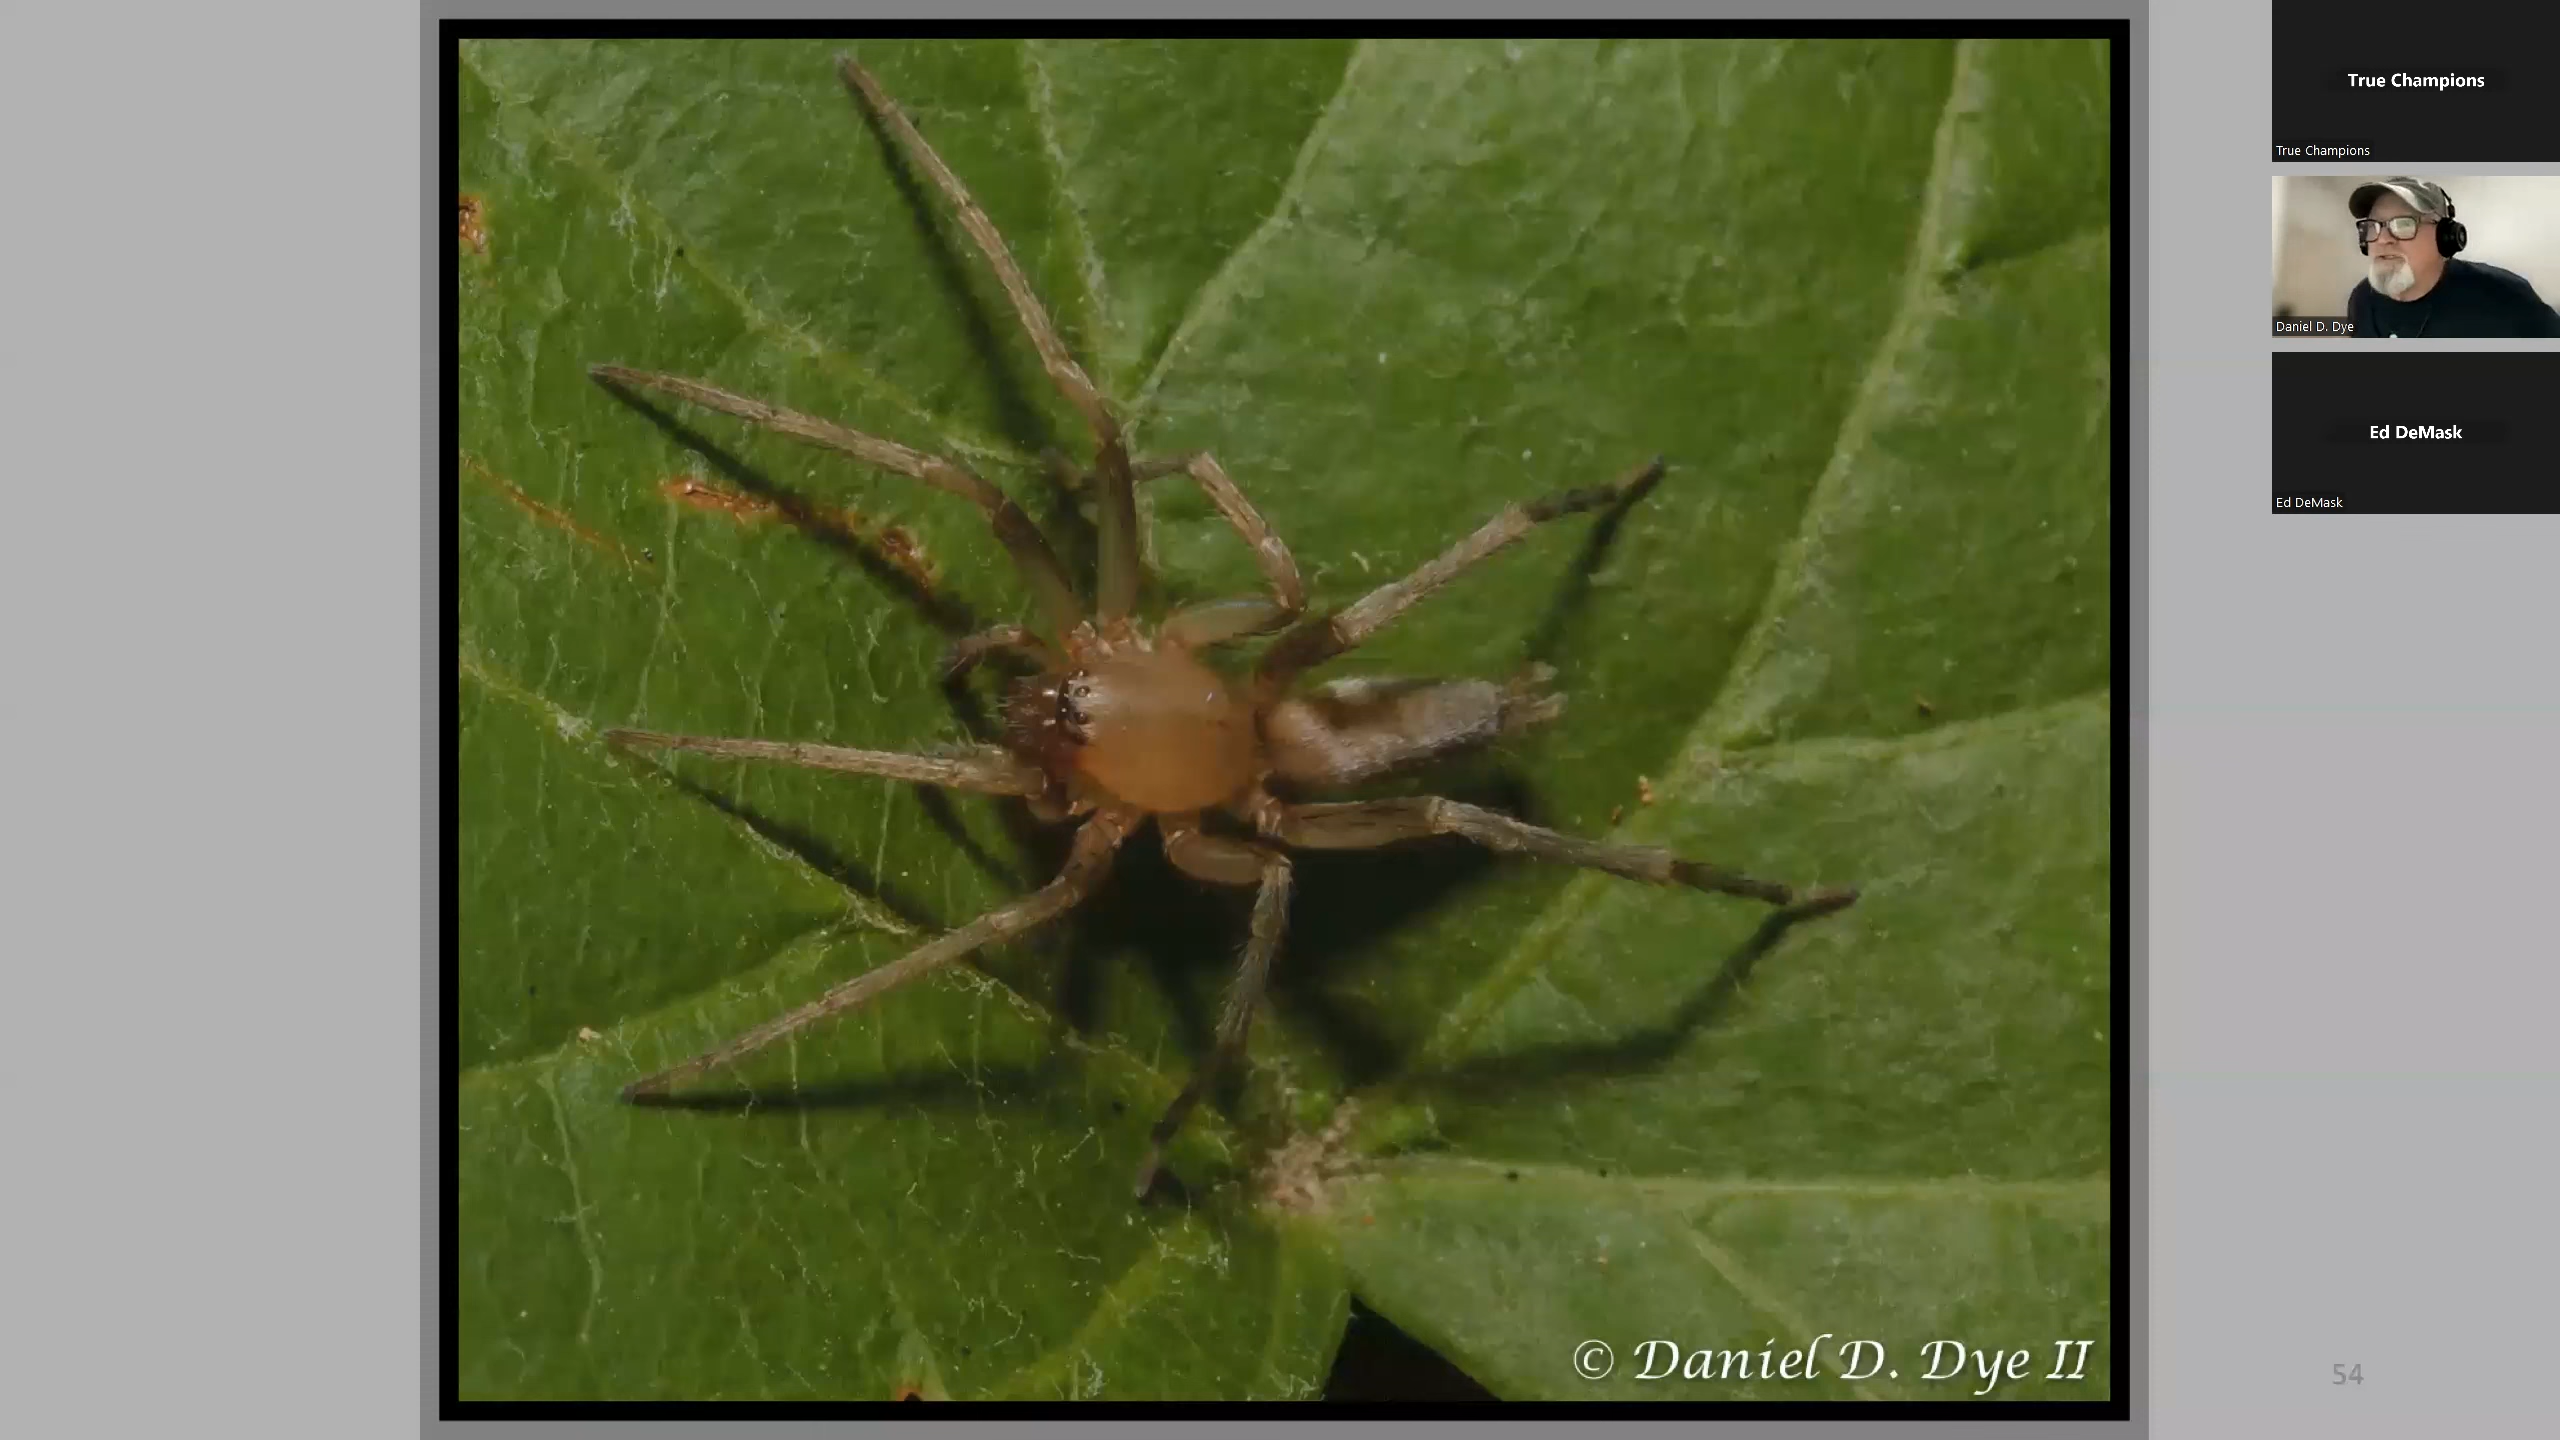 True Champions
True Champions
Daniel D. Dye
Ed DeMask
Ed DeMask
© Daniel D. Dye II
54